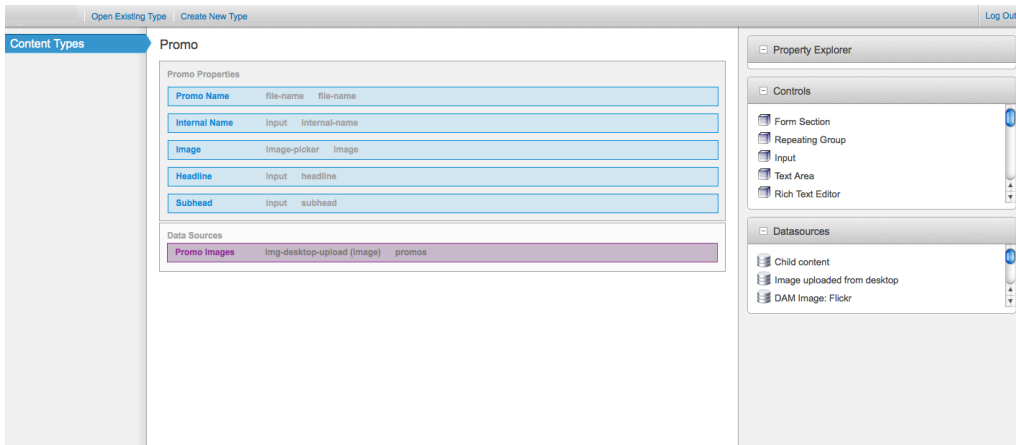 Open Existing Type Create New Type Log Out
Content Types
Promo
Promo Properties
Promo Name file-name file-name
Internal Name input internal-name
Image image-picker image
Headline input headline
Subhead input subhead
Data Sources
Promo Images img-desktop-upload (image) promos
Property Explorer
Controls
Form Section
Repeating Group
Input
Text Area
Rich Text Editor
Datasources
Child content
Image uploaded from desktop
DAM Image: Flickr